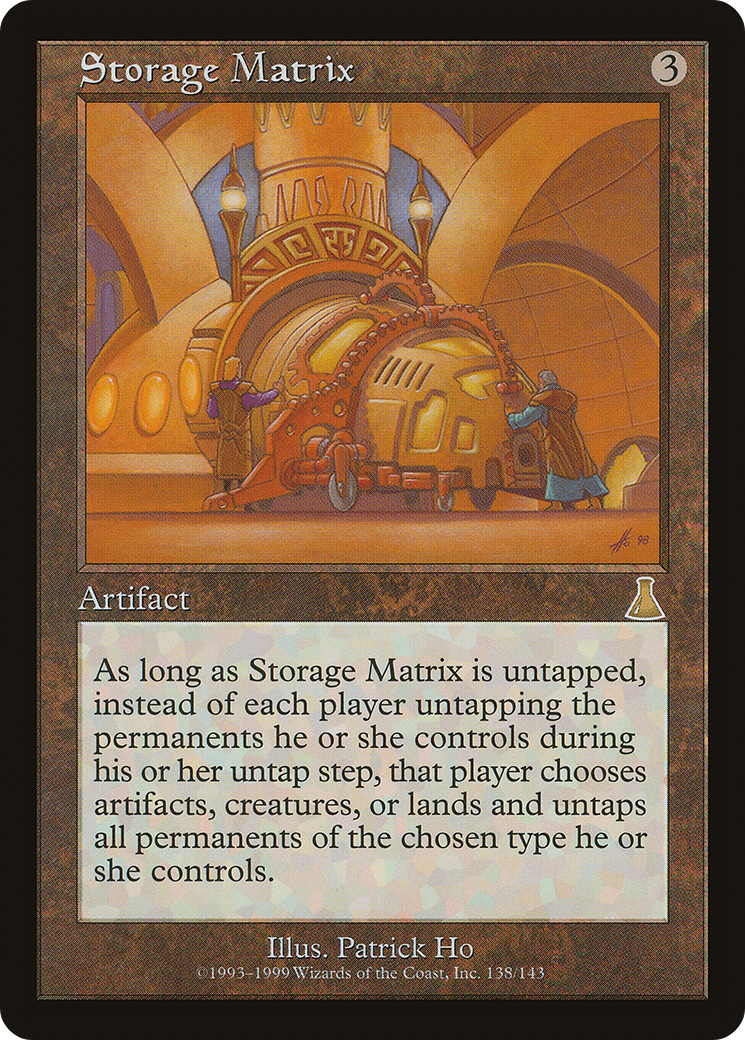 Storage Matrix 3
Ho 98
Artifact
As long as Storage Matrix is untapped,
instead of each player untapping the
permanents he or she controls during
his or her untap step, that player chooses
artifacts, creatures, or lands and untaps
all permanents of the chosen type he or
she controls.
Illus. Patrick Ho
©1993–1999 Wizards of the Coast, Inc. 138/143